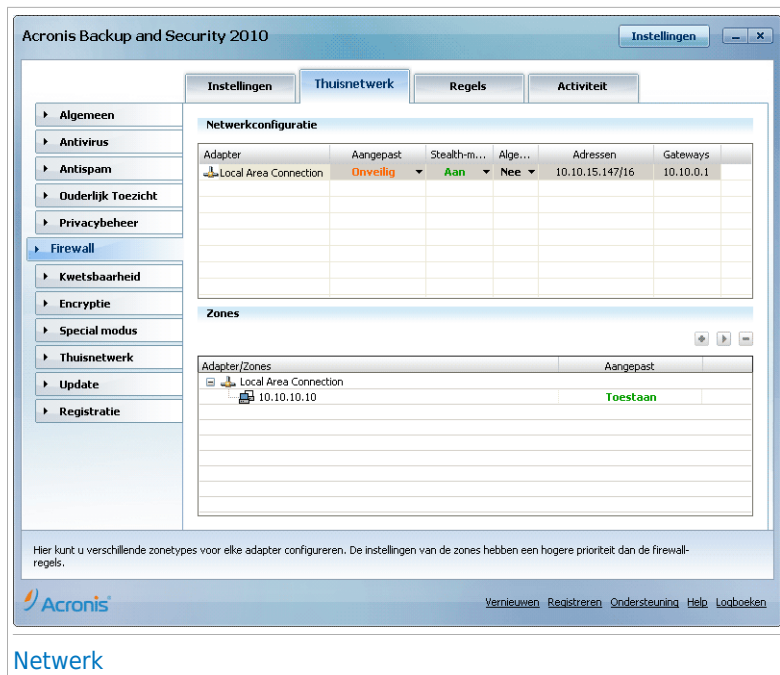 Acronis Backup and Security 2010
Instellingen
Instellingen Thuisnetwerk Regels Activiteit
Algemeen
Antivirus
Antispam
Ouderlijk Toezicht
Privacybeheer
Firewall
Kwetsbaarheid
Encryptie
Special modus
Thuisnetwerk
Update
Registratie
Netwerkconfiguratie
Adapter Aangepast Stealth-m... Alge... Adressen Gateways
Local Area Connection Onveilig Aan Nee 10.10.15.147/16 10.10.0.1
Zones
Adapter/Zones Aangepast
Local Area Connection
10.10.10.10 Toestaan
Hier kunt u verschillende zonetypes voor elke adapter configureren. De instellingen van de zones hebben een hogere prioriteit dan de firewall-
regels.
Acronis
Vernieuwen Registreren Ondersteuning Help Logboeken
Netwerk